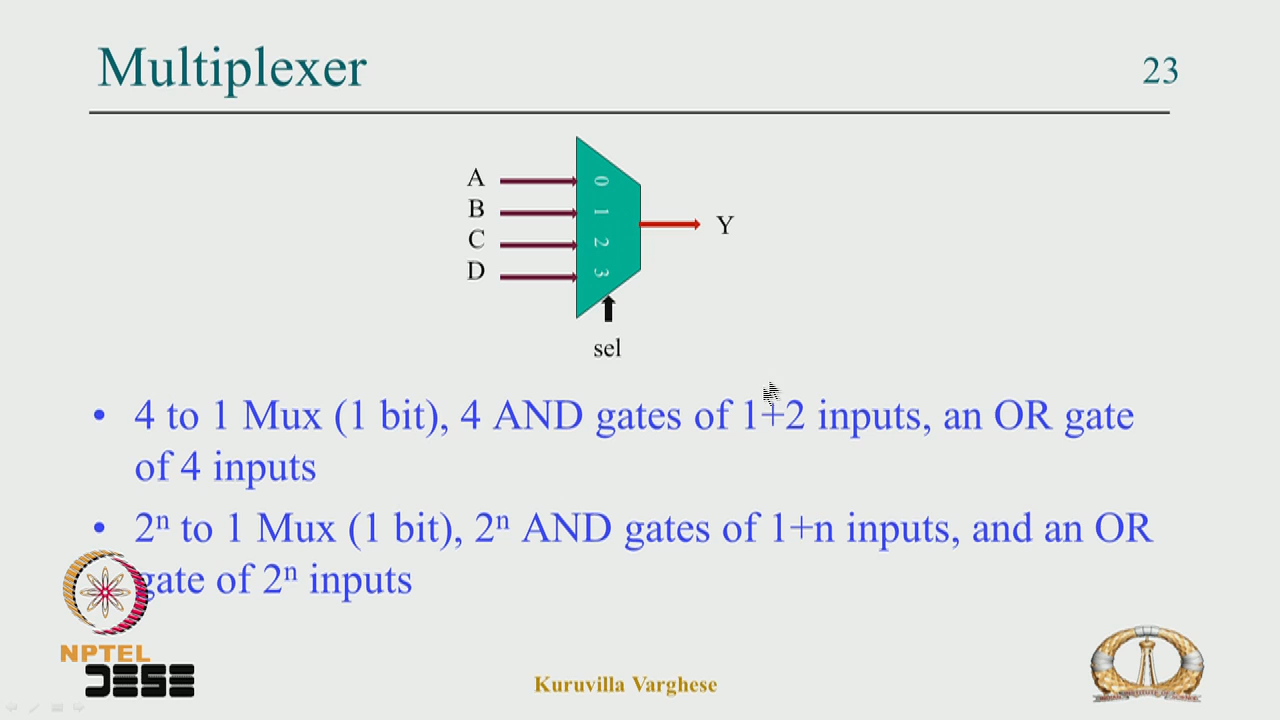 Multiplexer
23
A
B
C
D
0
1
2
3
Y
sel
• 4 to 1 Mux (1 bit), 4 AND gates of 1+2 inputs, an OR gate
of 4 inputs
• 2ⁿ to 1 Mux (1 bit), 2ⁿ AND gates of 1+n inputs, and an OR
gate of 2ⁿ inputs
NPTEL
DESE
Kuruvilla Varghese